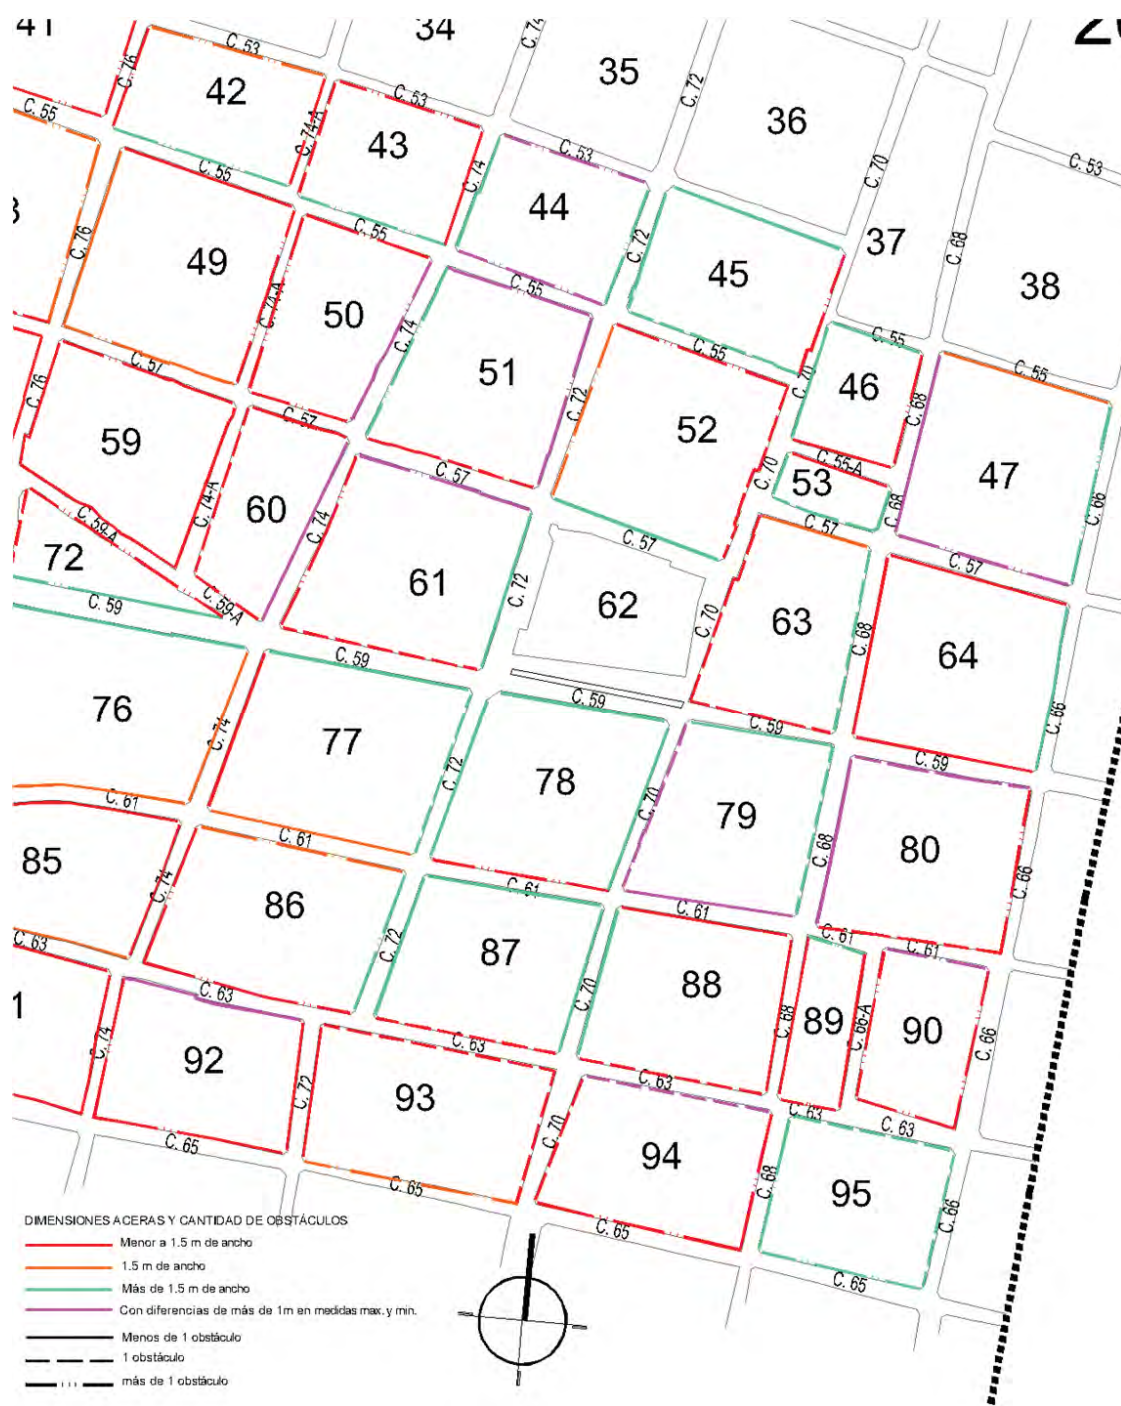 41
34
35
36
37
38
42
43
44
45
46
47
49
50
51
52
53
59
60
61
62
63
64
72
76
77
78
79
80
85
86
87
88
89
90
92
93
94
95
C. 53
C. 53
C. 53
C. 53
C. 55
C. 55
C. 55
C. 55
C. 55
C. 55
C. 55
C. 55-A
C. 57
C. 57
C. 57
C. 57
C. 57
C. 57
C. 59-A
C. 59-A
C. 59
C. 59
C. 59
C. 59
C. 59
C. 61
C. 61
C. 61
C. 61
C. 61
C. 61
C. 63
C. 63
C. 63
C. 63
C. 63
C. 63
C. 65
C. 65
C. 65
C. 65
C. 76
C. 76
C. 76
C. 74-A
C. 74-A
C. 74-A
C. 74
C. 74
C. 74
C. 74
C. 74
C. 74
C. 74
C. 72
C. 72
C. 72
C. 72
C. 72
C. 72
C. 72
C. 70
C. 70
C. 70
C. 70
C. 70
C. 70
C. 70
C. 68
C. 68
C. 68
C. 68
C. 68
C. 68
C. 68
C. 66-A
C. 66
C. 66
C. 66
C. 66
C. 66
DIMENSIONES ACERAS Y CANTIDAD DE OBSTÁCULOS
Menor a 1.5 m de ancho
1.5 m de ancho
Más de 1.5 m de ancho
Con diferencias de más de 1m en medidas max. y min.
Menos de 1 obstáculo
1 obstáculo
más de 1 obstáculo